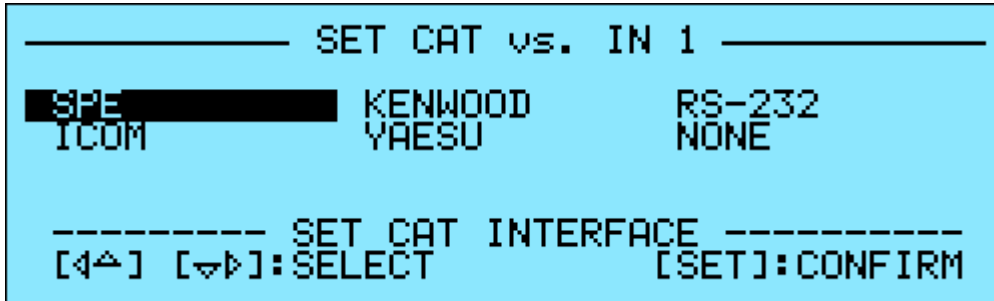 SET CAT vs. IN 1
SPE KENWOOD RS-232
ICOM YAESU NONE
--------- SET CAT INTERFACE ----------
[◁△] [▽▷]:SELECT [SET]:CONFIRM